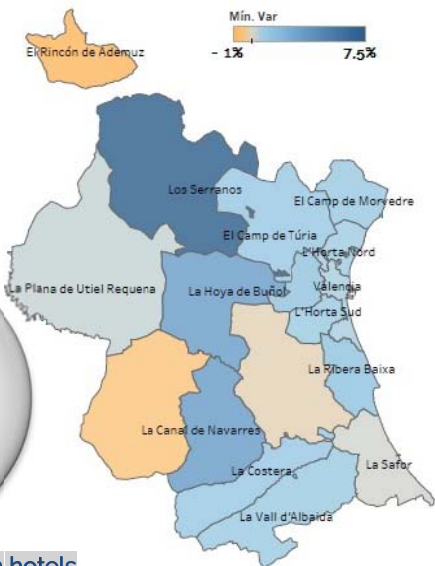 Mín. Var
- 1% 7.5%
El Rincón de Ademuz
Los Serranos
El Camp de Morvedre
El Camp de Túria
L'Horta Nord
La Plana de Utiel Requena
La Hoya de Buñol
Valencia
L'Horta Sud
La Ribera Baixa
La Canal de Navarres
La Costera
La Safor
La Vall d'Albaida
hotels